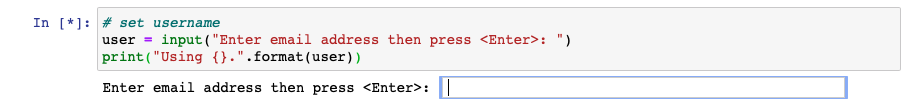 In [*]: # set username
user = input("Enter email address then press <Enter>: ")
print("Using {}.".format(user))
Enter email address then press <Enter>: